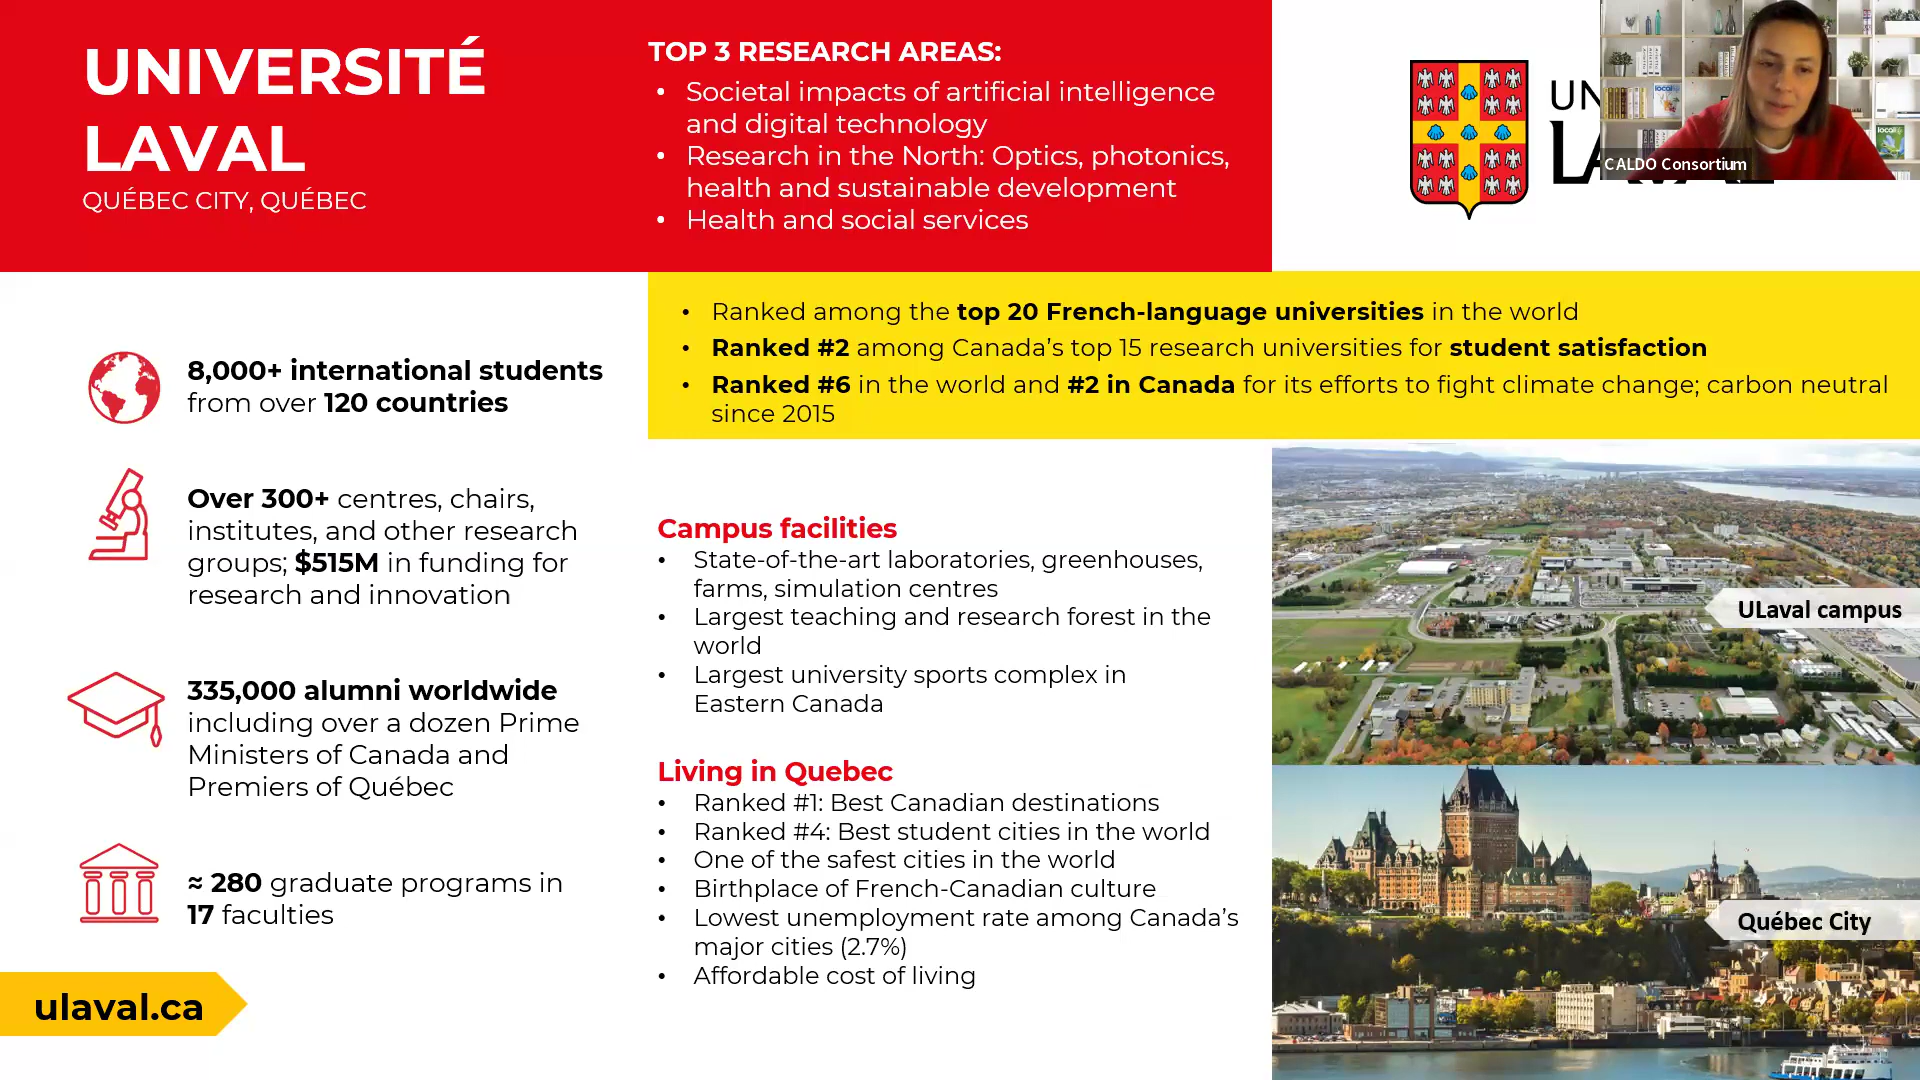 UNIVERSITÉ
LAVAL
QUÉBEC CITY, QUÉBEC
TOP 3 RESEARCH AREAS:
• Societal impacts of artificial intelligence
and digital technology
• Research in the North: Optics, photonics,
health and sustainable development
• Health and social services
CALDO Consortium
• Ranked among the top 20 French-language universities in the world
• Ranked #2 among Canada's top 15 research universities for student satisfaction
• Ranked #6 in the world and #2 in Canada for its efforts to fight climate change; carbon neutral
since 2015
8,000+ international students
from over 120 countries
Over 300+ centres, chairs,
institutes, and other research
groups; $515M in funding for
research and innovation
335,000 alumni worldwide
including over a dozen Prime
Ministers of Canada and
Premiers of Québec
≈ 280 graduate programs in
17 faculties
ulaval.ca
Campus facilities
• State-of-the-art laboratories, greenhouses,
farms, simulation centres
• Largest teaching and research forest in the
world
• Largest university sports complex in
Eastern Canada
Living in Quebec
• Ranked #1: Best Canadian destinations
• Ranked #4: Best student cities in the world
• One of the safest cities in the world
• Birthplace of French-Canadian culture
• Lowest unemployment rate among Canada's
major cities (2.7%)
• Affordable cost of living
ULaval campus
Québec City